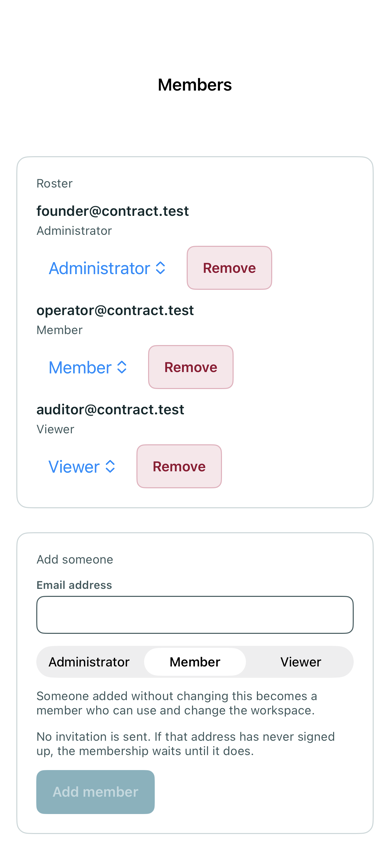 Members
Roster
founder@contract.test
Administrator
Administrator Remove
operator@contract.test
Member
Member Remove
auditor@contract.test
Viewer
Viewer Remove
Add someone
Email address
Administrator Member Viewer
Someone added without changing this becomes a
member who can use and change the workspace.
No invitation is sent. If that address has never signed
up, the membership waits until it does.
Add member